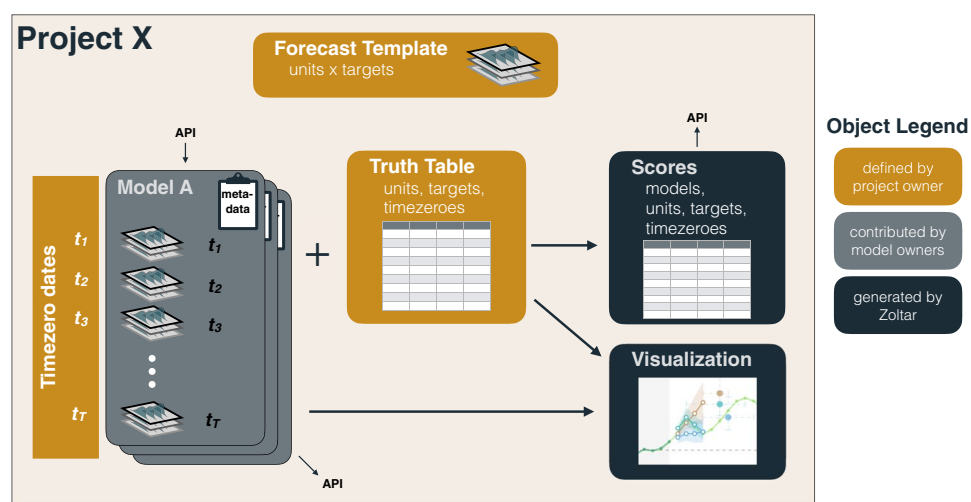 Project X
Forecast Template
units x targets
API
Model A
meta-
data
Timezero dates
t1
t2
t3
tT
t1
t2
t3
tT
API
+
Truth Table
units, targets,
timezeroes
API
Scores
models,
units, targets,
timezeroes
Visualization
Object Legend
defined by
project owner
contributed by
model owners
generated by
Zoltar